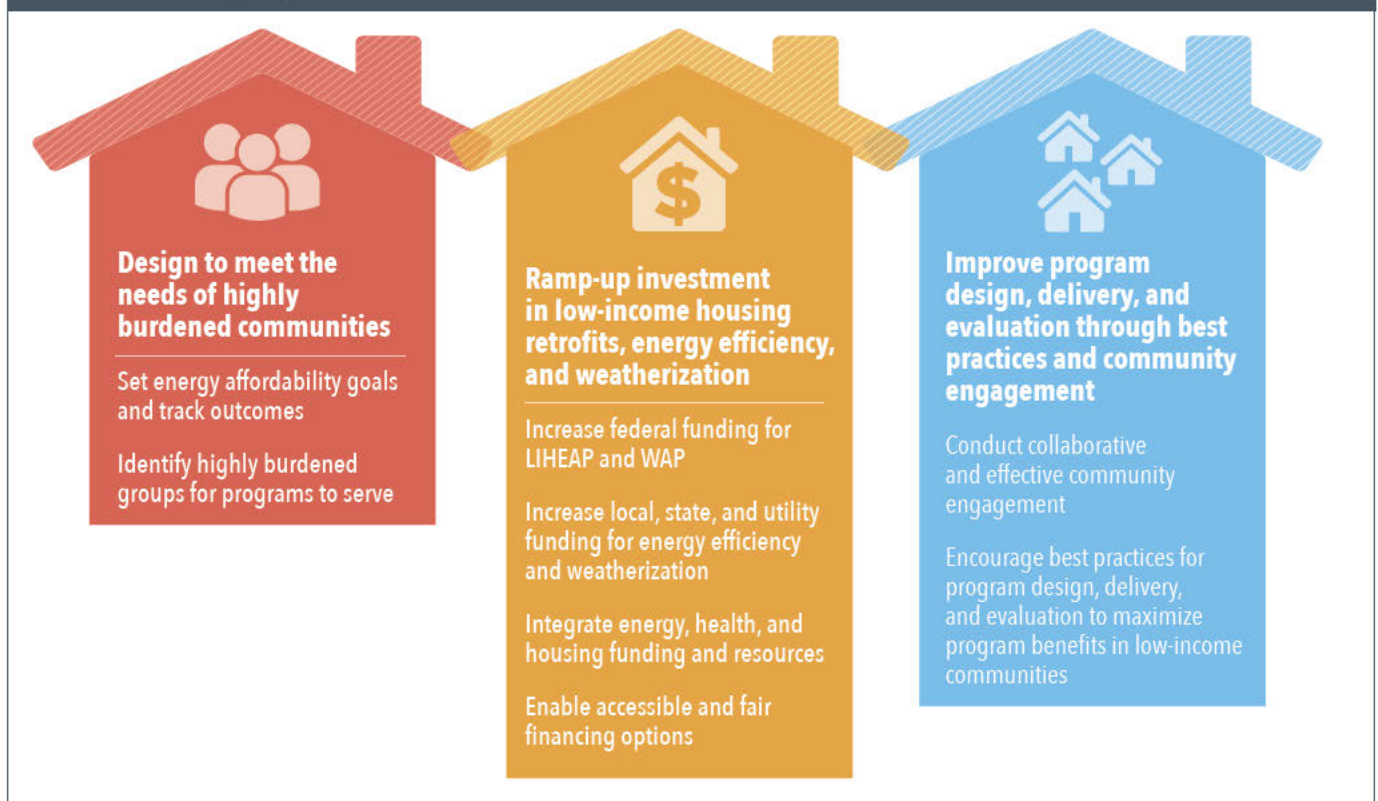 Design to meet the
needs of highly
burdened communities
Set energy affordability goals
and track outcomes
Identify highly burdened
groups for programs to serve
Ramp-up investment
in low-income housing
retrofits, energy efficiency,
and weatherization
Increase federal funding for
LIHEAP and WAP
Increase local, state, and utility
funding for energy efficiency
and weatherization
Integrate energy, health, and
housing funding and resources
Enable accessible and fair
financing options
Improve program
design, delivery, and
evaluation through best
practices and community
engagement
Conduct collaborative
and effective community
engagement
Encourage best practices for
program design, delivery,
and evaluation to maximize
program benefits in low-income
communities